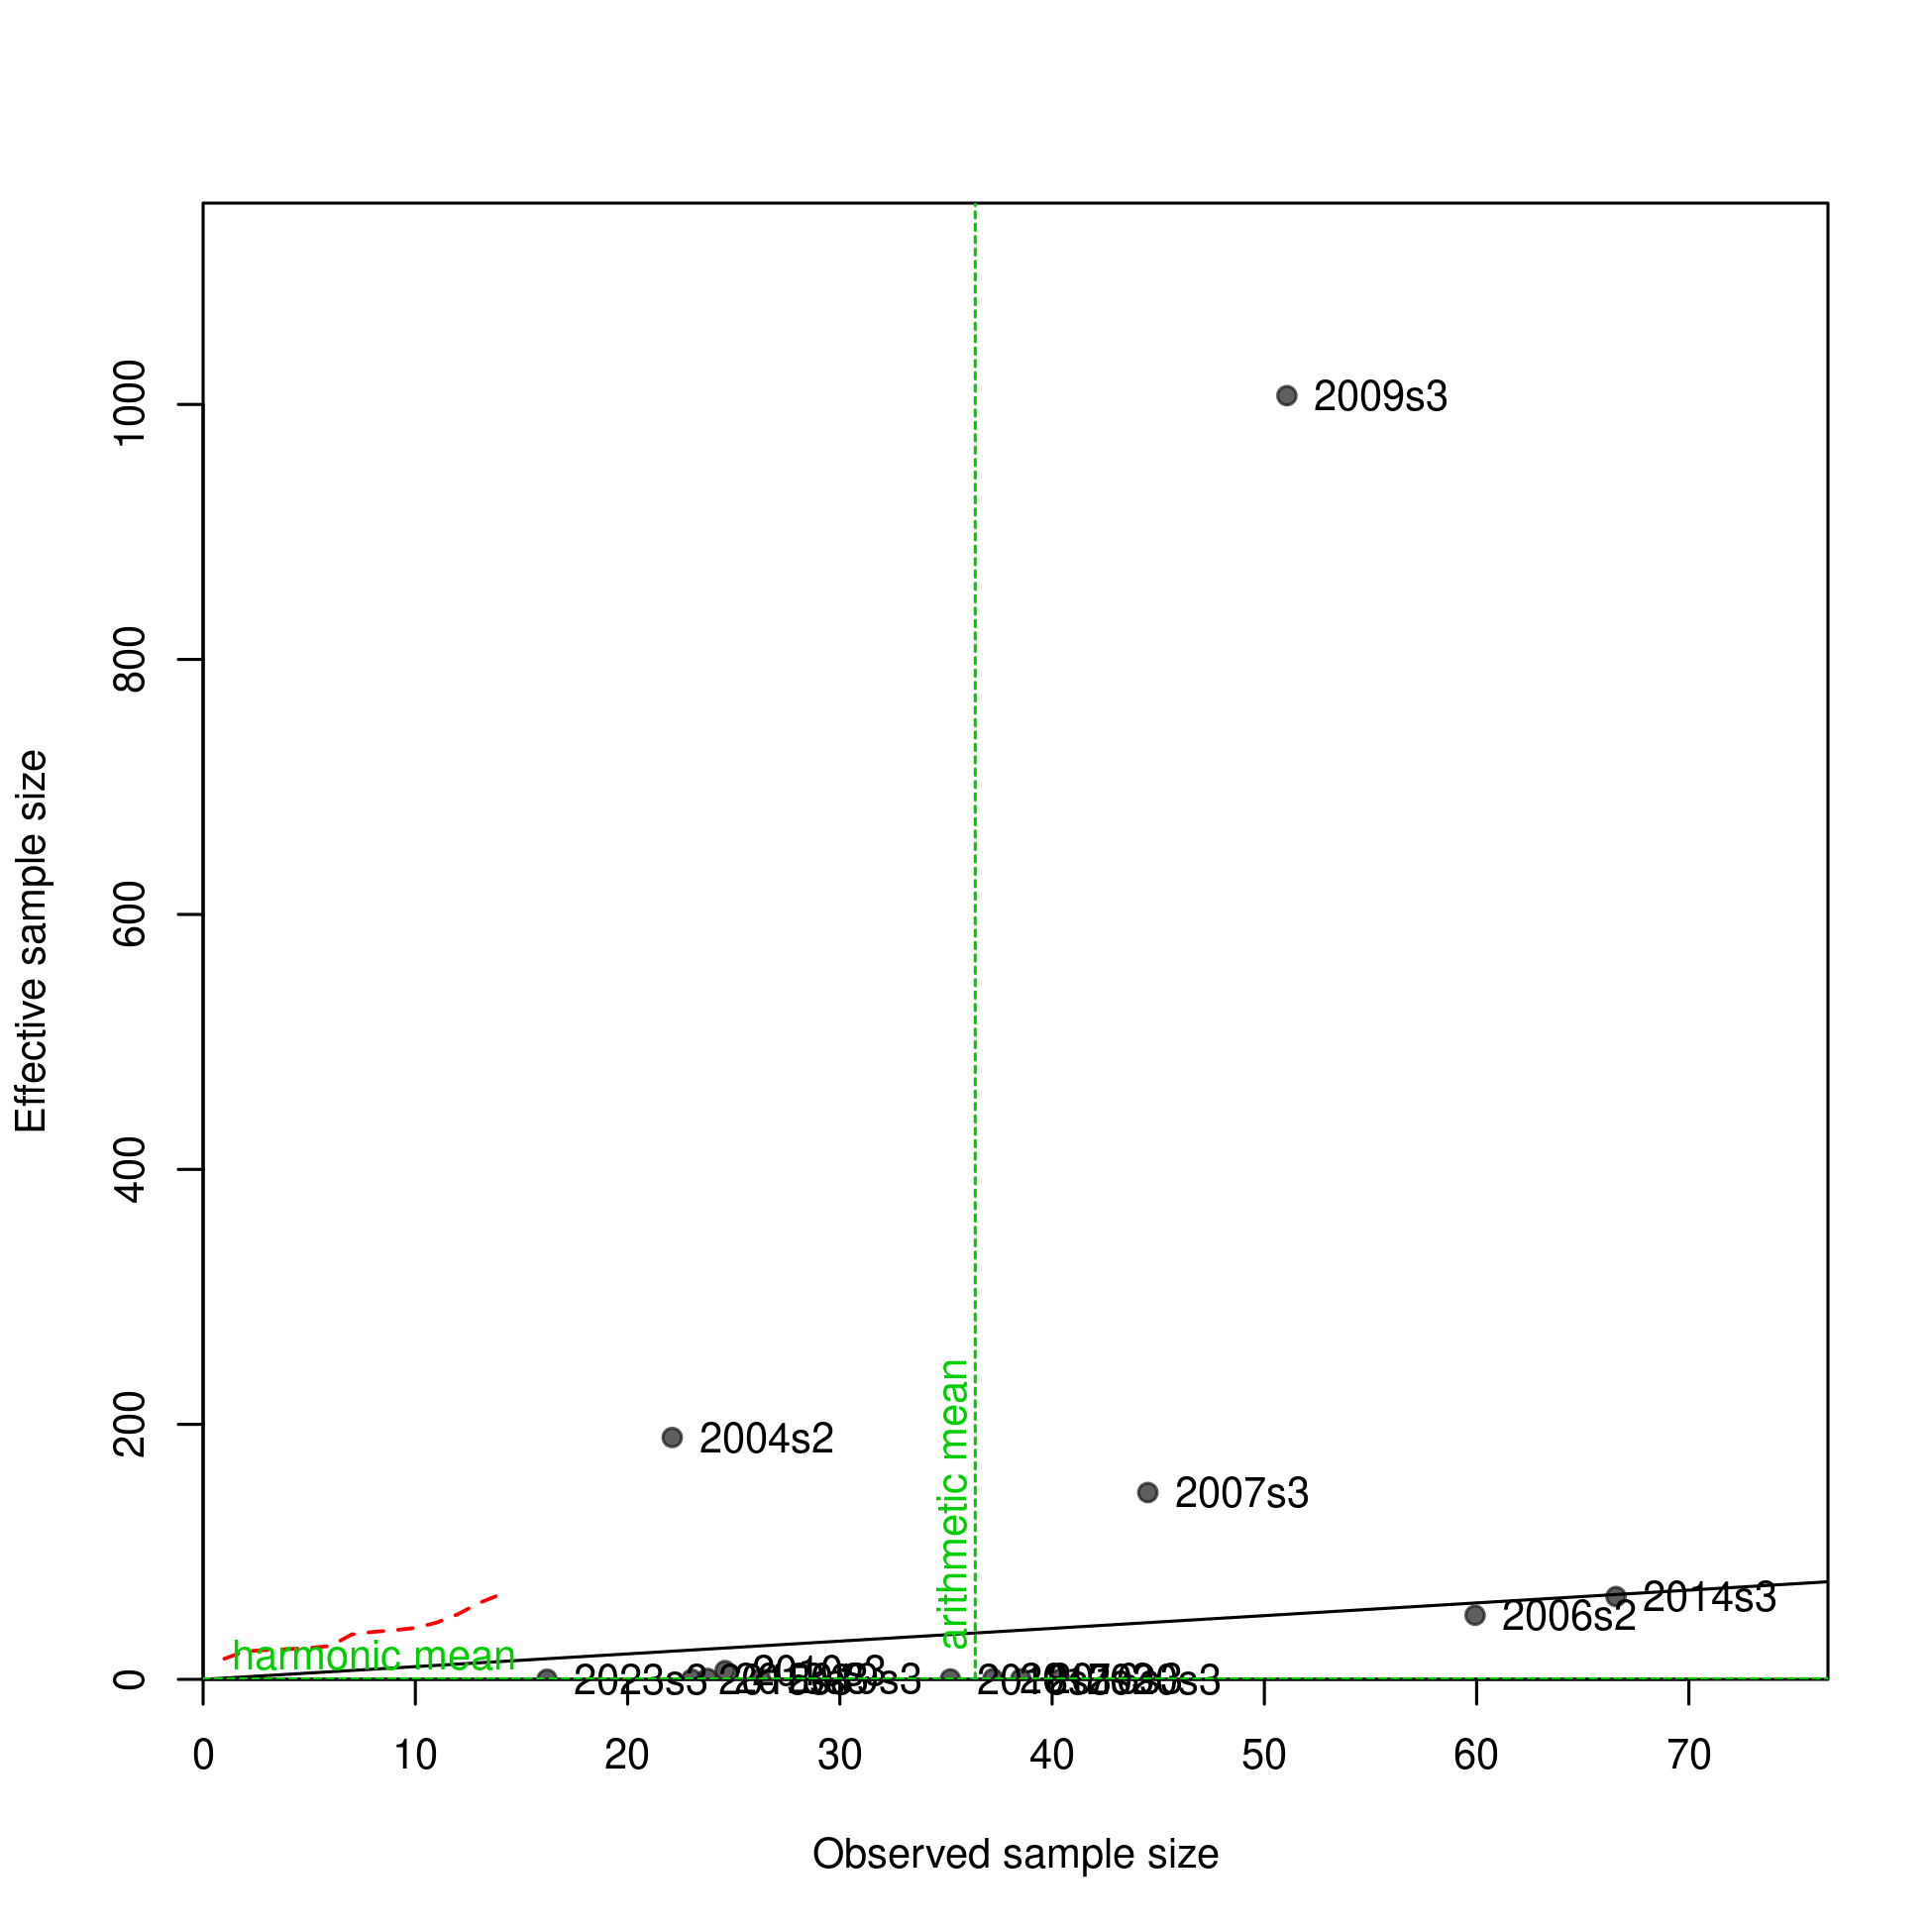 1000
2009s3
800
Effective sample size
600
400
arithmetic mean
200
2004s2
2007s3
2014s3
2006s2
harmonic mean
0
2023s3
0 10 20 30 40 50 60 70
Observed sample size